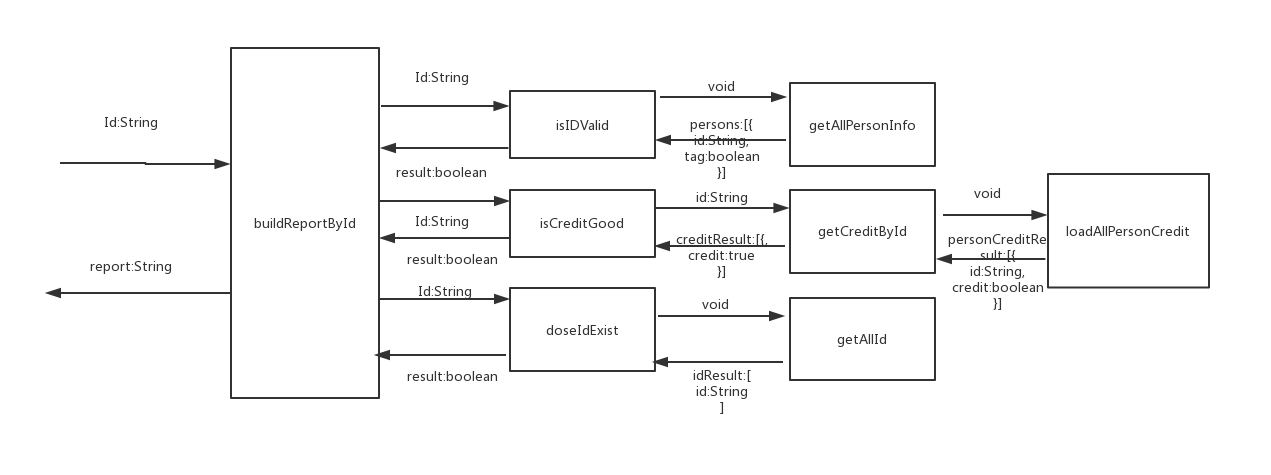 Id:String
report:String
buildReportById
Id:String
result:boolean
isIDValid
void
persons:[{
id:String,
tag:boolean
}]
getAllPersonInfo
Id:String
result:boolean
isCreditGood
id:String
creditResult:[{,
credit:true
}]
getCreditById
void
personCreditRe
sult:[{
id:String,
credit:boolean
}]
loadAllPersonCredit
Id:String
result:boolean
doseIdExist
void
idResult:[
id:String
]
getAllId